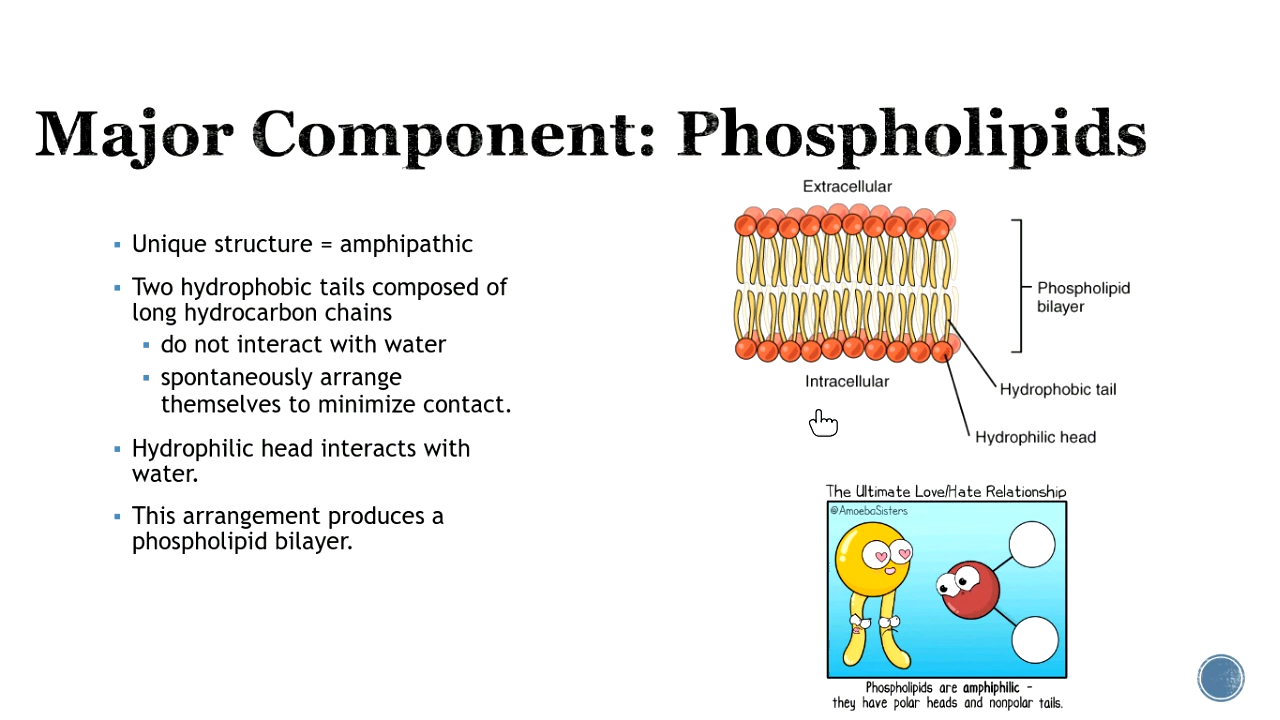 Major Component: Phospholipids
Unique structure = amphipathic
Two hydrophobic tails composed of
long hydrocarbon chains
do not interact with water
spontaneously arrange
themselves to minimize contact.
Hydrophilic head interacts with
water.
This arrangement produces a
phospholipid bilayer.
Extracellular
Phospholipid
bilayer
Intracellular
Hydrophobic tail
Hydrophilic head
The Ultimate Love/Hate Relationship
@AmoebaSisters
Phospholipids are amphiphilic -
they have polar heads and nonpolar tails.